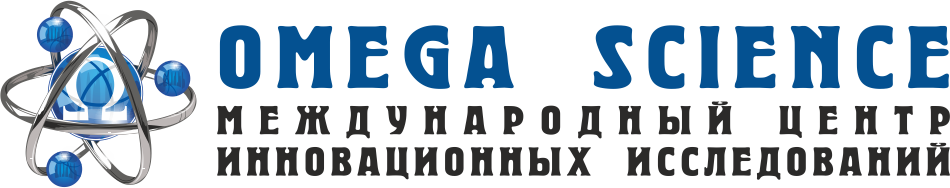 OMEGA SCIENCE
МЕЖДУНАРОДНЫЙ ЦЕНТР
ИННОВАЦИОННЫХ ИССЛЕДОВАНИЙ